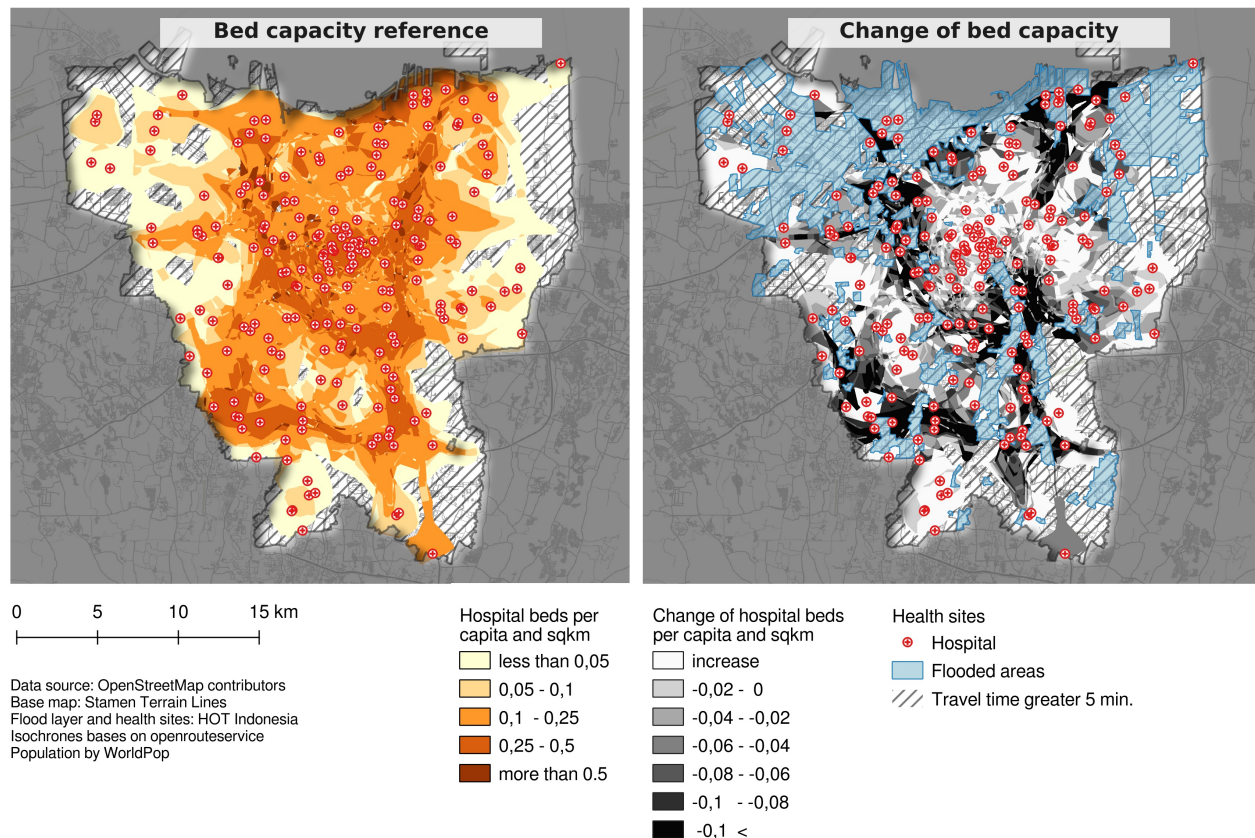 Bed capacity reference
Change of bed capacity
0 5 10 15 km
Data source: OpenStreetMap contributors
Base map: Stamen Terrain Lines
Flood layer and health sites: HOT Indonesia
Isochrones bases on openrouteservice
Population by WorldPop
Hospital beds per
capita and sqkm
less than 0,05
0,05 - 0,1
0,1 - 0,25
0,25 - 0,5
more than 0.5
Change of hospital beds
per capita and sqkm
increase
-0,02 - 0
-0,04 - -0,02
-0,06 - -0,04
-0,08 - -0,06
-0,1 - -0,08
-0,1 <
Health sites
Hospital
Flooded areas
Travel time greater 5 min.